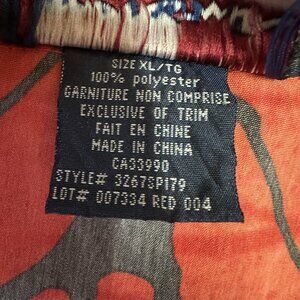 SIZE XL/TG
100% polyester
GARNITURE NON COMPRISE
EXCLUSIVE OF TRIM
FAIT EN CHINE
MADE IN CHINA
CA33990
STYLE# 3267SP179
LOT# 007334 RED 004